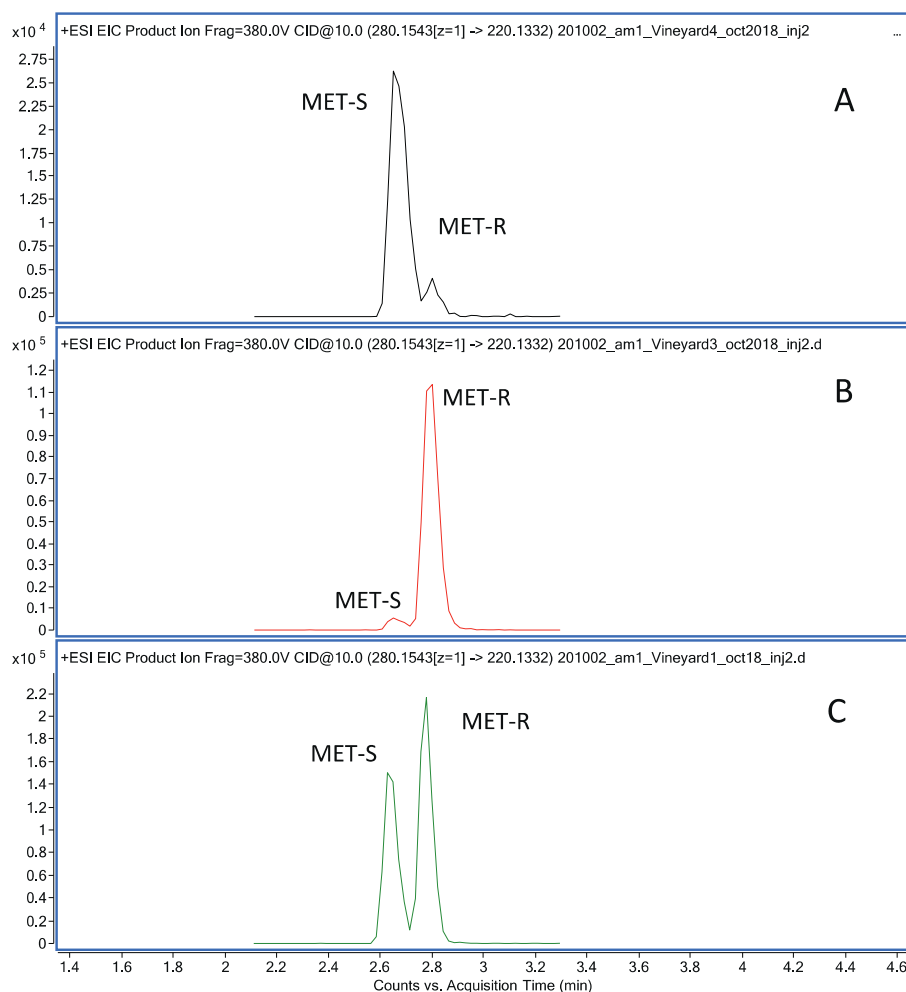 x10⁴ +ESI EIC Product Ion Frag=380.0V CID@10.0 (280.1543[z=1] -> 220.1332) 201002_am1_Vineyard4_oct2018_inj2 ...
2.75
2.5
2.25
2
1.75
1.5
1.25
1
0.75
0.5
0.25
0
MET-S
MET-R
A
x10⁵ +ESI EIC Product Ion Frag=380.0V CID@10.0 (280.1543[z=1] -> 220.1332) 201002_am1_Vineyard3_oct2018_inj2.d
1.2
1.1
1
0.9
0.8
0.7
0.6
0.5
0.4
0.3
0.2
0.1
0
MET-R
MET-S
B
x10⁵ +ESI EIC Product Ion Frag=380.0V CID@10.0 (280.1543[z=1] -> 220.1332) 201002_am1_Vineyard1_oct18_inj2.d
2.2
2
1.8
1.6
1.4
1.2
1
0.8
0.6
0.4
0.2
0
MET-S
MET-R
C
1.4 1.6 1.8 2 2.2 2.4 2.6 2.8 3 3.2 3.4 3.6 3.8 4 4.2 4.4 4.6
Counts vs. Acquisition Time (min)